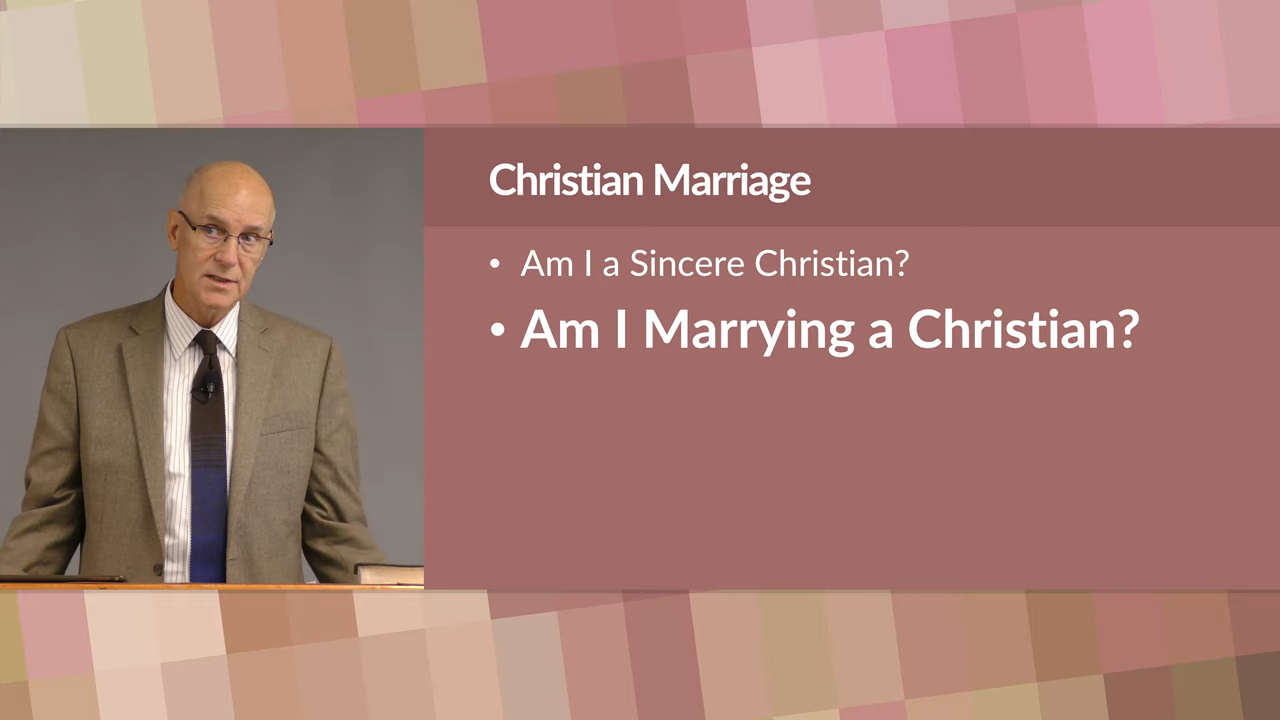 Christian Marriage
• Am I a Sincere Christian?
• Am I Marrying a Christian?